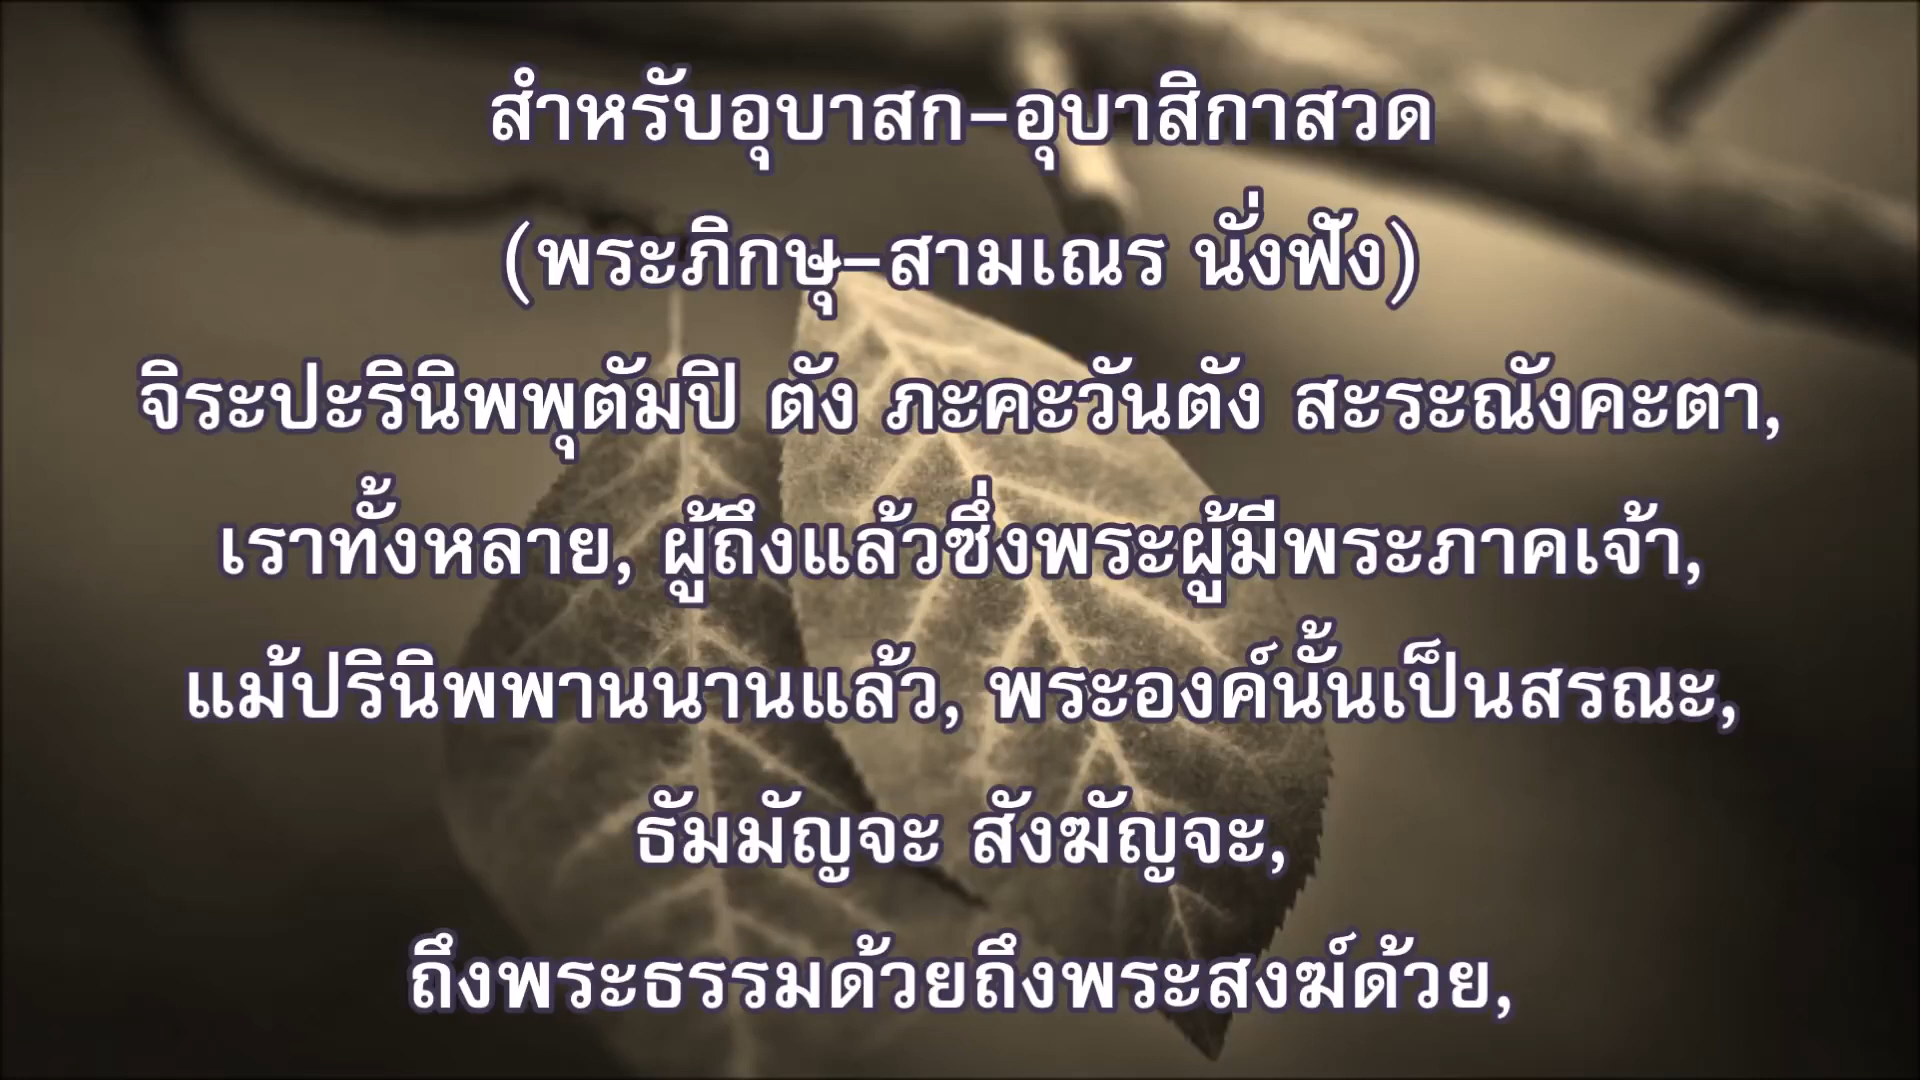 สำหรับอุบาสก–อุบาสิกาสวด
(พระภิกษุ–สามเณร นั่งฟัง)
จิระปะรินิพพุตัมปิ ตัง ภะคะวันตัง สะระณังคะตา,
เราทั้งหลาย, ผู้ถึงแล้วซึ่งพระผู้มีพระภาคเจ้า,
แม้ปรินิพพานนานแล้ว, พระองค์นั้นเป็นสรณะ,
ธัมมัญจะ สังฆัญจะ,
ถึงพระธรรมด้วยถึงพระสงฆ์ด้วย,